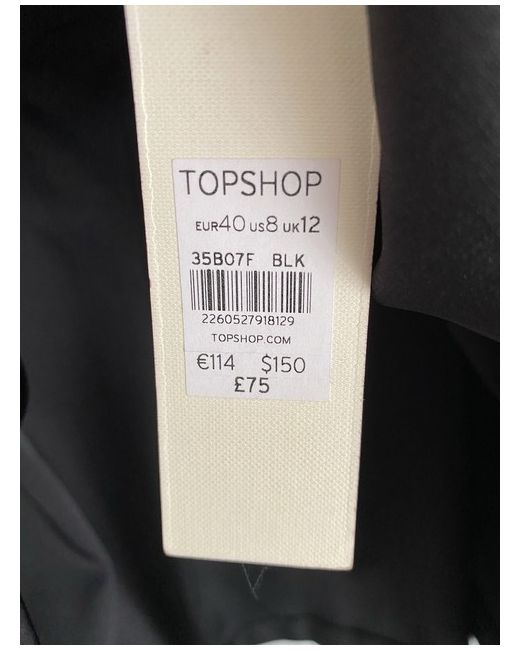 TOPSHOP
EUR40 US8 UK12
35B07F BLK
2260527918129
TOPSHOP.COM
€114 $150
£75